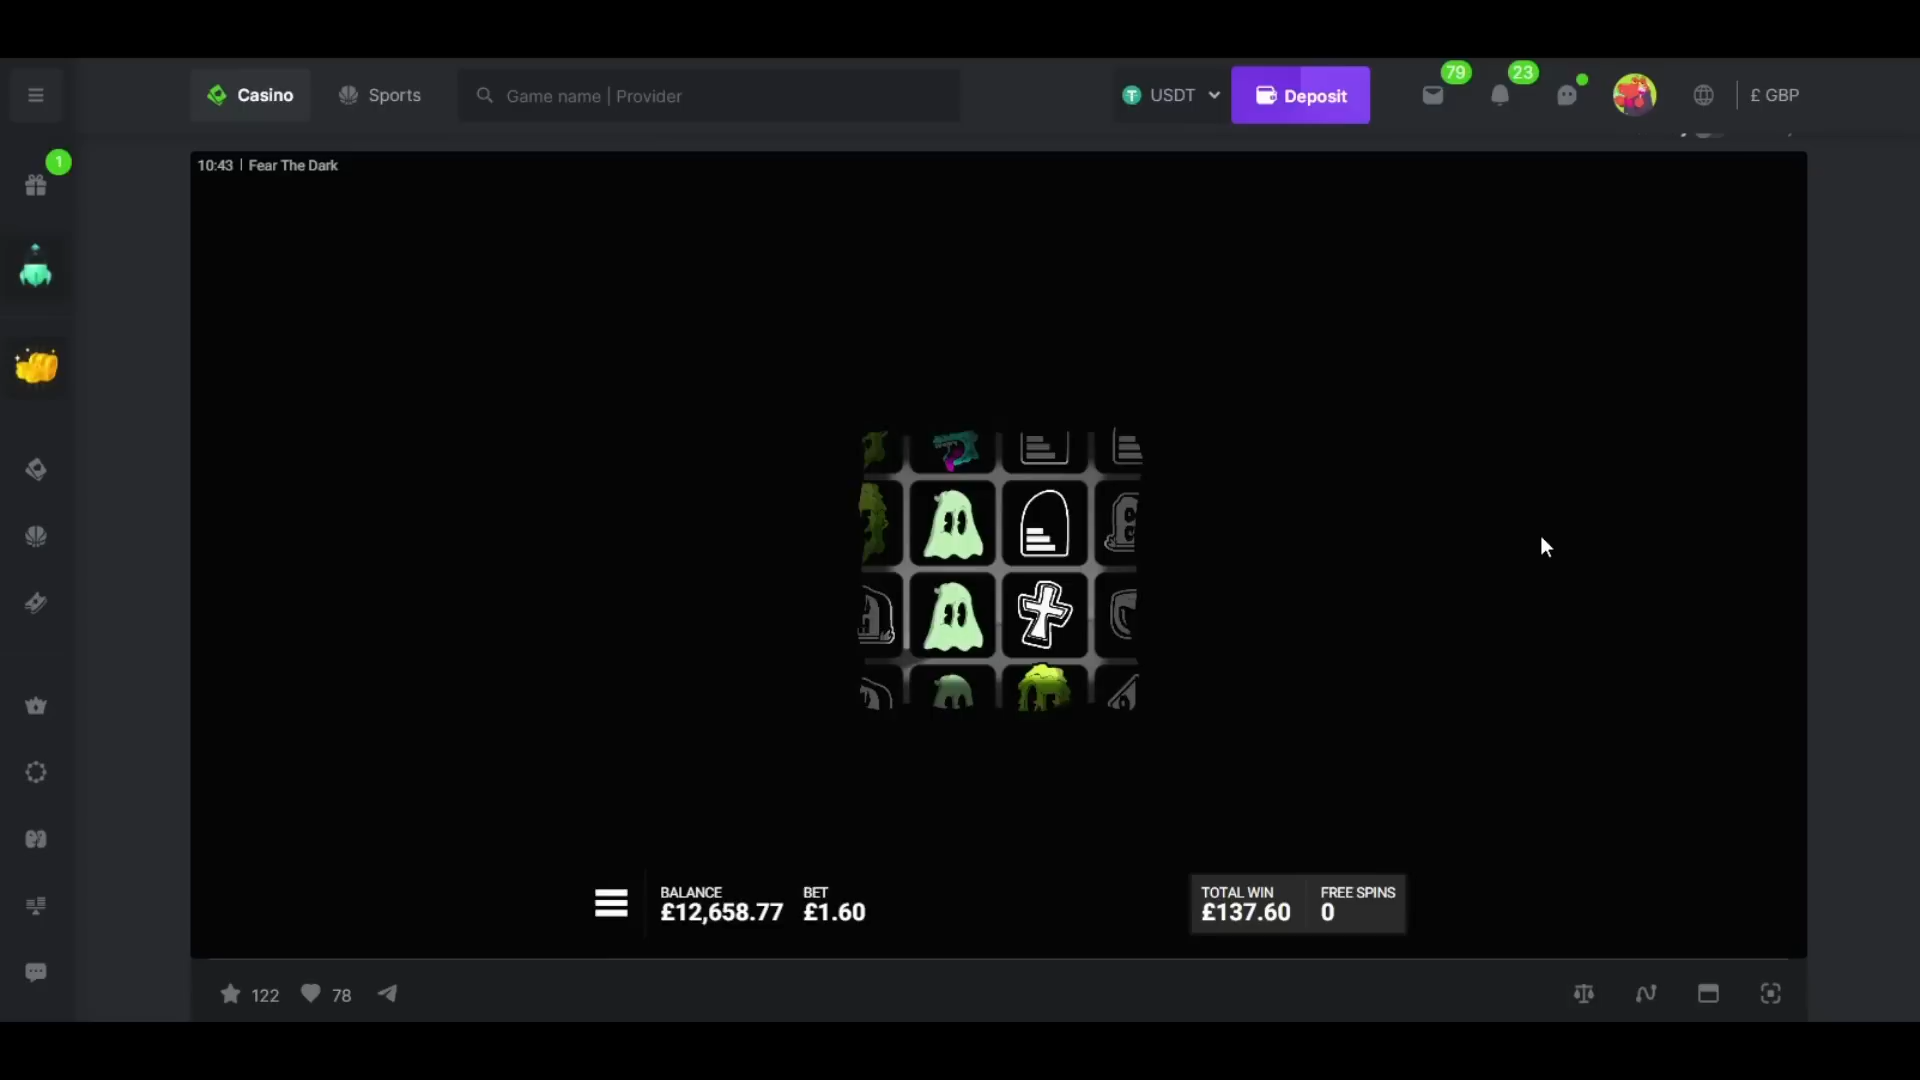 79
23
Casino
Sports
Game name | Provider
USDT
Deposit
£ GBP
1
10:43 | Fear The Dark
BALANCE
£12,658.77
BET
£1.60
TOTAL WIN
£137.60
FREE SPINS
0
122
78